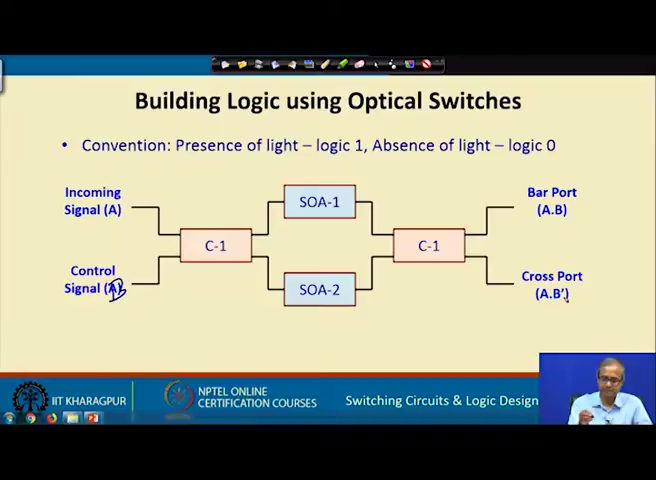 Building Logic using Optical Switches
• Convention: Presence of light – logic 1, Absence of light – logic 0
Incoming
Signal (A)
SOA-1
Bar Port
(A.B)
C-1
C-1
Control
Signal (B)
SOA-2
Cross Port
(A.B')
IIT KHARAGPUR
NPTEL ONLINE
CERTIFICATION COURSES
Switching Circuits & Logic Design